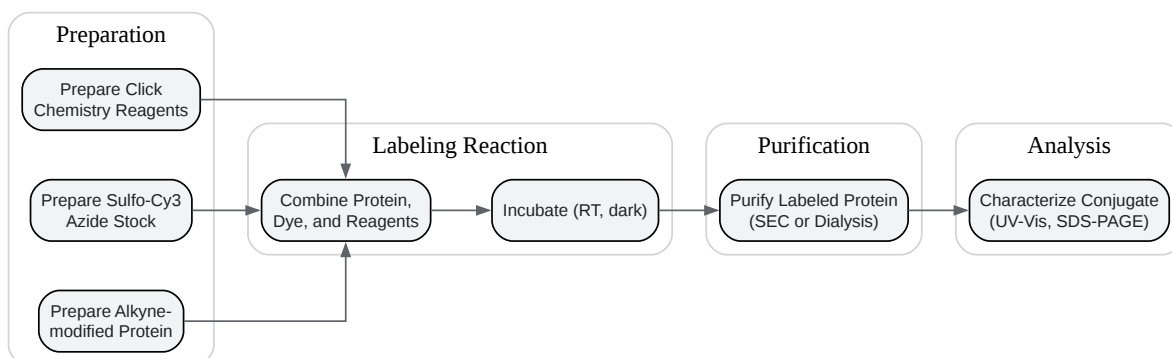 Preparation
Prepare Click
Chemistry Reagents
Prepare Sulfo-Cy3
Azide Stock
Prepare Alkyne-
modified Protein
Labeling Reaction
Combine Protein,
Dye, and Reagents
Incubate (RT, dark)
Purification
Purify Labeled Protein
(SEC or Dialysis)
Analysis
Characterize Conjugate
(UV-Vis, SDS-PAGE)